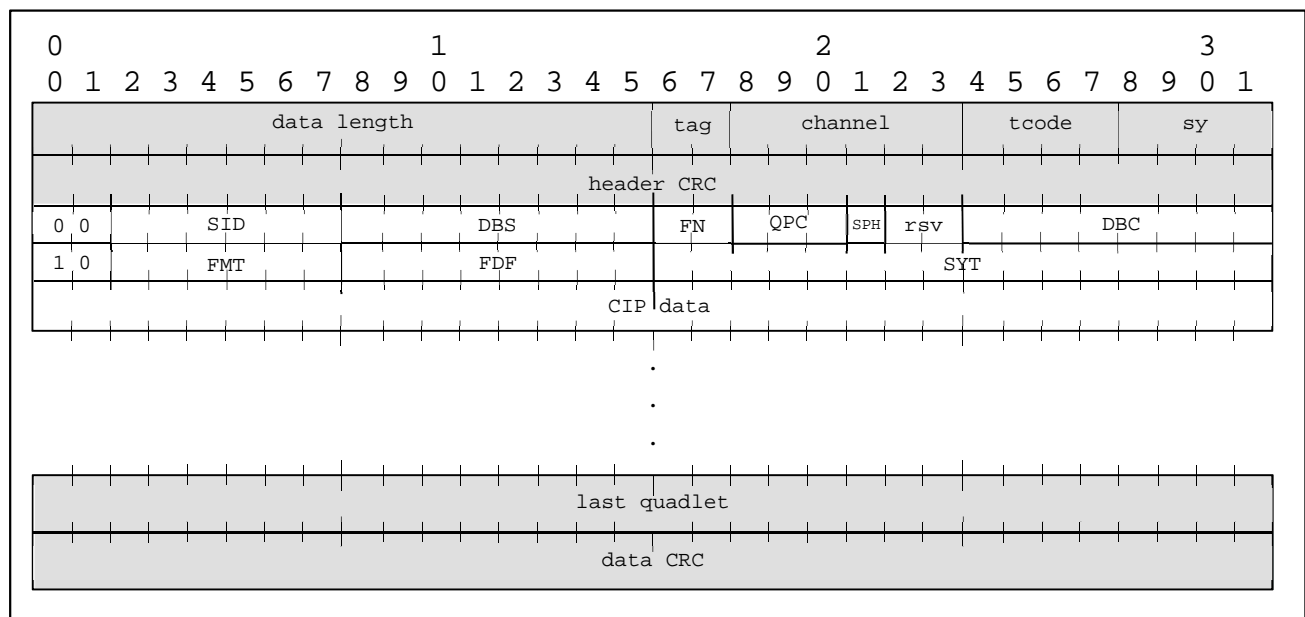 0 1 2 3
0 1 2 3 4 5 6 7 8 9 0 1 2 3 4 5 6 7 8 9 0 1 2 3 4 5 6 7 8 9 0 1
data length tag channel tcode sy
header CRC
0 0 SID DBS FN QPC SPH rsv DBC
1 0 FMT FDF SYT
CIP data
.
.
.
last quadlet
data CRC